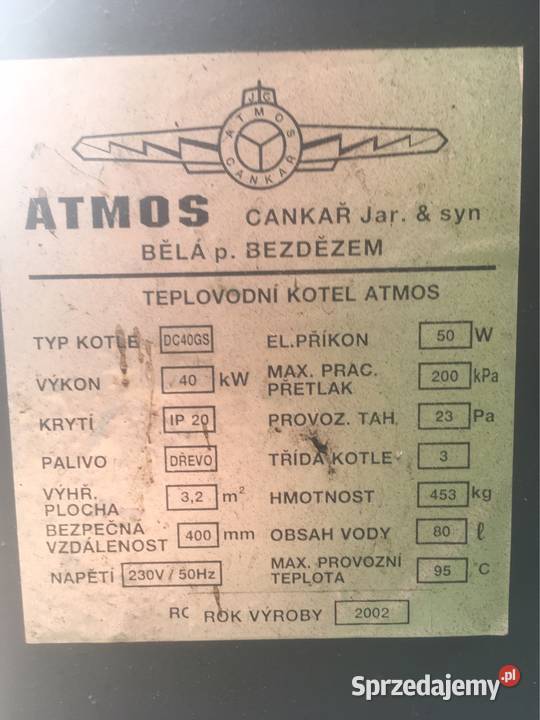 JC
ATMOS
CANKAŘ
ATMOS CANKAŘ Jar. & syn
BĚLÁ p. BEZDĚZEM
TEPLOVODNÍ KOTEL ATMOS
TYP KOTLE DC40GS
VÝKON 40 kW
KRYTÍ IP 20
PALIVO DŘEVO
VÝHŘ.
PLOCHA 3,2 m²
BEZPEČNA
VZDÁLENOST 400 mm
NAPĚTÍ 230V / 50Hz
EL.PŘÍKON 50 W
MAX. PRAC.
PŘETLAK 200 kPa
PROVOZ. TAH 23 Pa
TŘÍDA KOTLE 3
HMOTNOST 453 kg
OBSAH VODY 80 ℓ
MAX. PROVOZNÍ
TEPLOTA 95 °C
RO ROK VÝROBY 2002
Sprzedajemy.pl